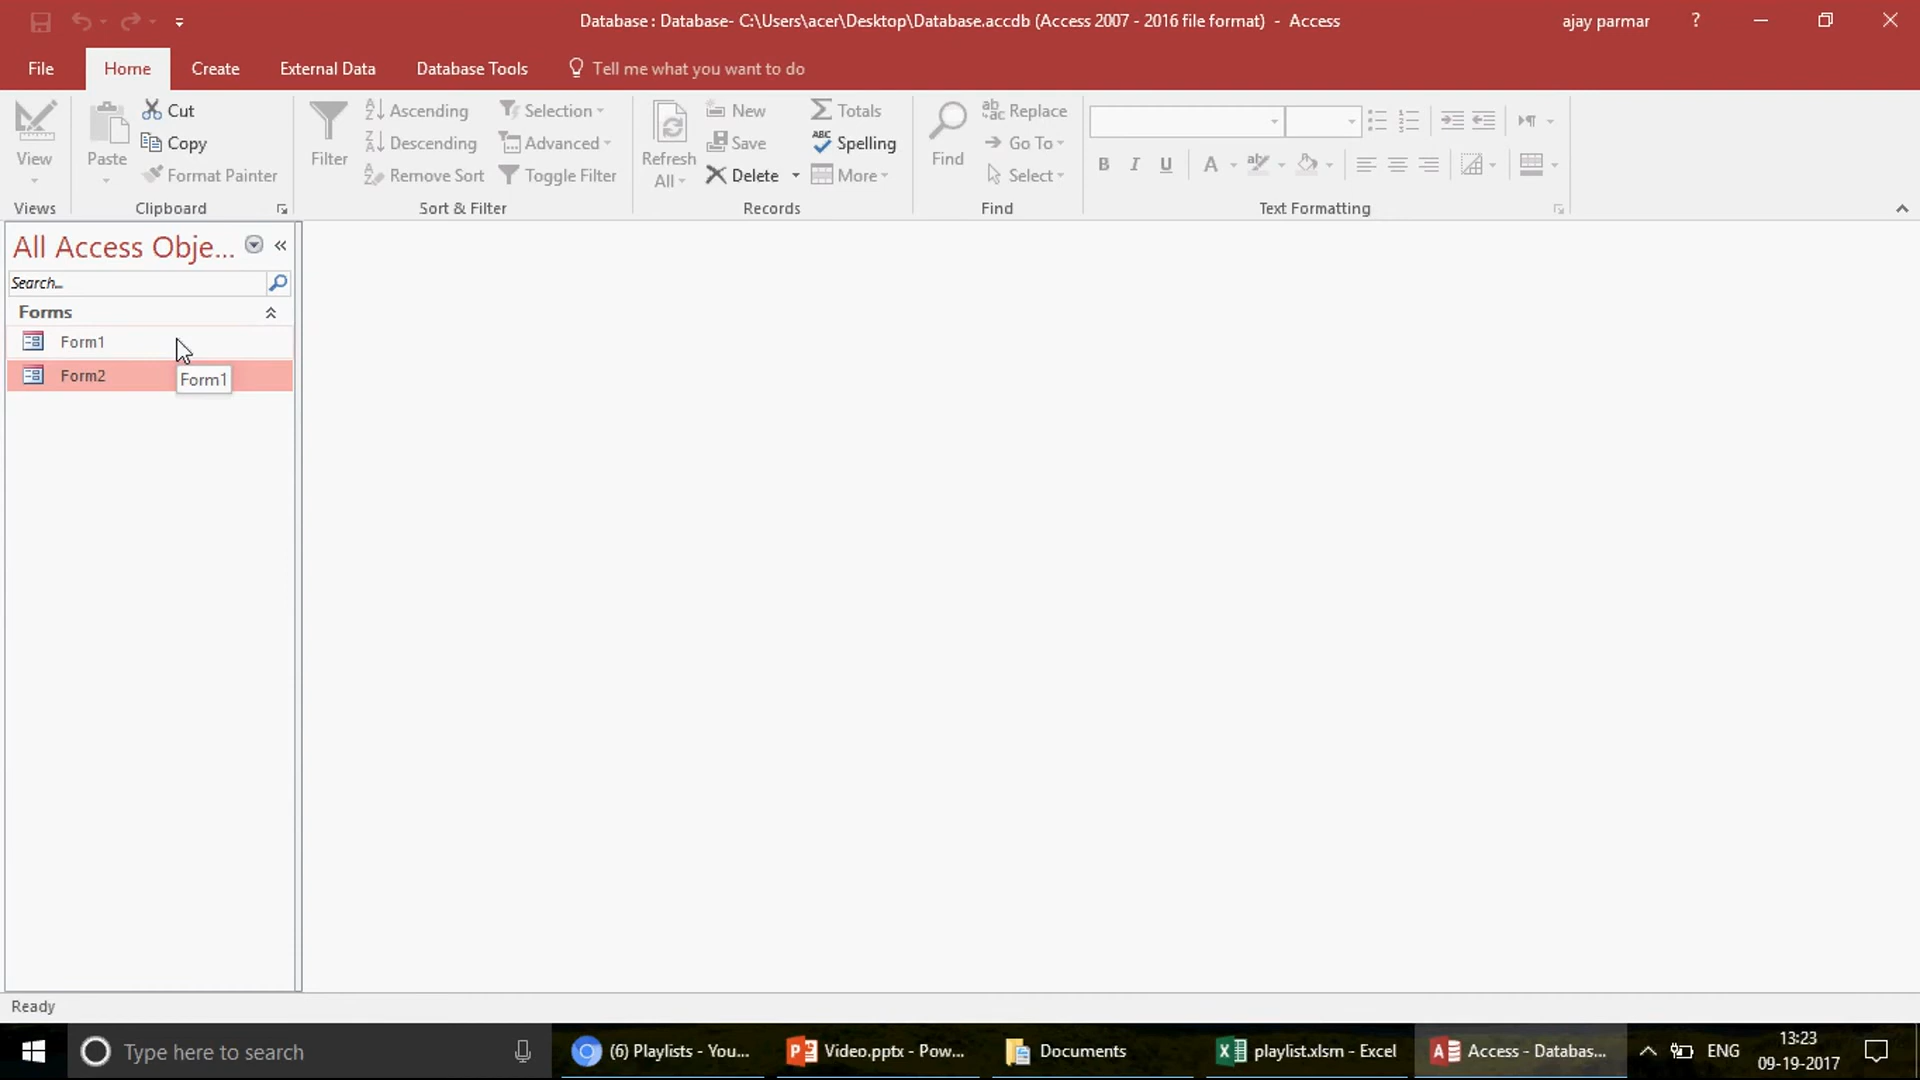 Database : Database- C:\Users\acer\Desktop\Database.accdb (Access 2007 - 2016 file format) - Access
ajay parmar
?
File
Home
Create
External Data
Database Tools
Tell me what you want to do
View
Paste
Cut
Copy
Format Painter
Filter
Ascending
Descending
Remove Sort
Selection
Advanced
Toggle Filter
Refresh
All
New
Save
Delete
Totals
Spelling
More
Find
Replace
Go To
Select
B I U A
Views
Clipboard
Sort & Filter
Records
Find
Text Formatting
All Access Obje...
Search...
Forms
Form1
Form2
Form1
Ready
Type here to search
(6) Playlists - You...
Video.pptx - Pow...
Documents
playlist.xlsm - Excel
Access - Databas...
ENG
13:23
09-19-2017